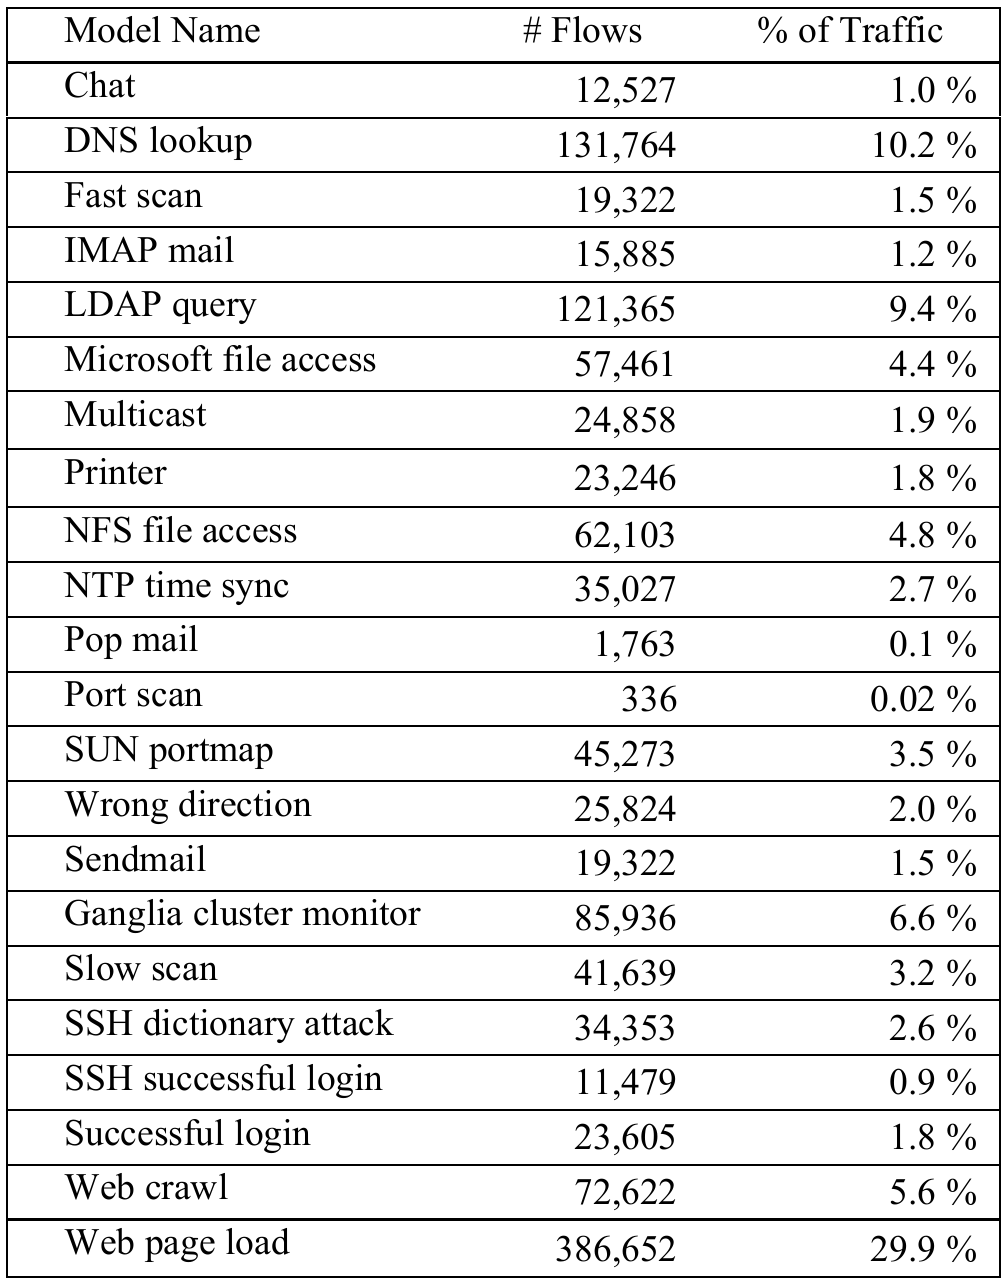 Model Name # Flows % of Traffic
Chat 12,527 1.0 %
DNS lookup 131,764 10.2 %
Fast scan 19,322 1.5 %
IMAP mail 15,885 1.2 %
LDAP query 121,365 9.4 %
Microsoft file access 57,461 4.4 %
Multicast 24,858 1.9 %
Printer 23,246 1.8 %
NFS file access 62,103 4.8 %
NTP time sync 35,027 2.7 %
Pop mail 1,763 0.1 %
Port scan 336 0.02 %
SUN portmap 45,273 3.5 %
Wrong direction 25,824 2.0 %
Sendmail 19,322 1.5 %
Ganglia cluster monitor 85,936 6.6 %
Slow scan 41,639 3.2 %
SSH dictionary attack 34,353 2.6 %
SSH successful login 11,479 0.9 %
Successful login 23,605 1.8 %
Web crawl 72,622 5.6 %
Web page load 386,652 29.9 %